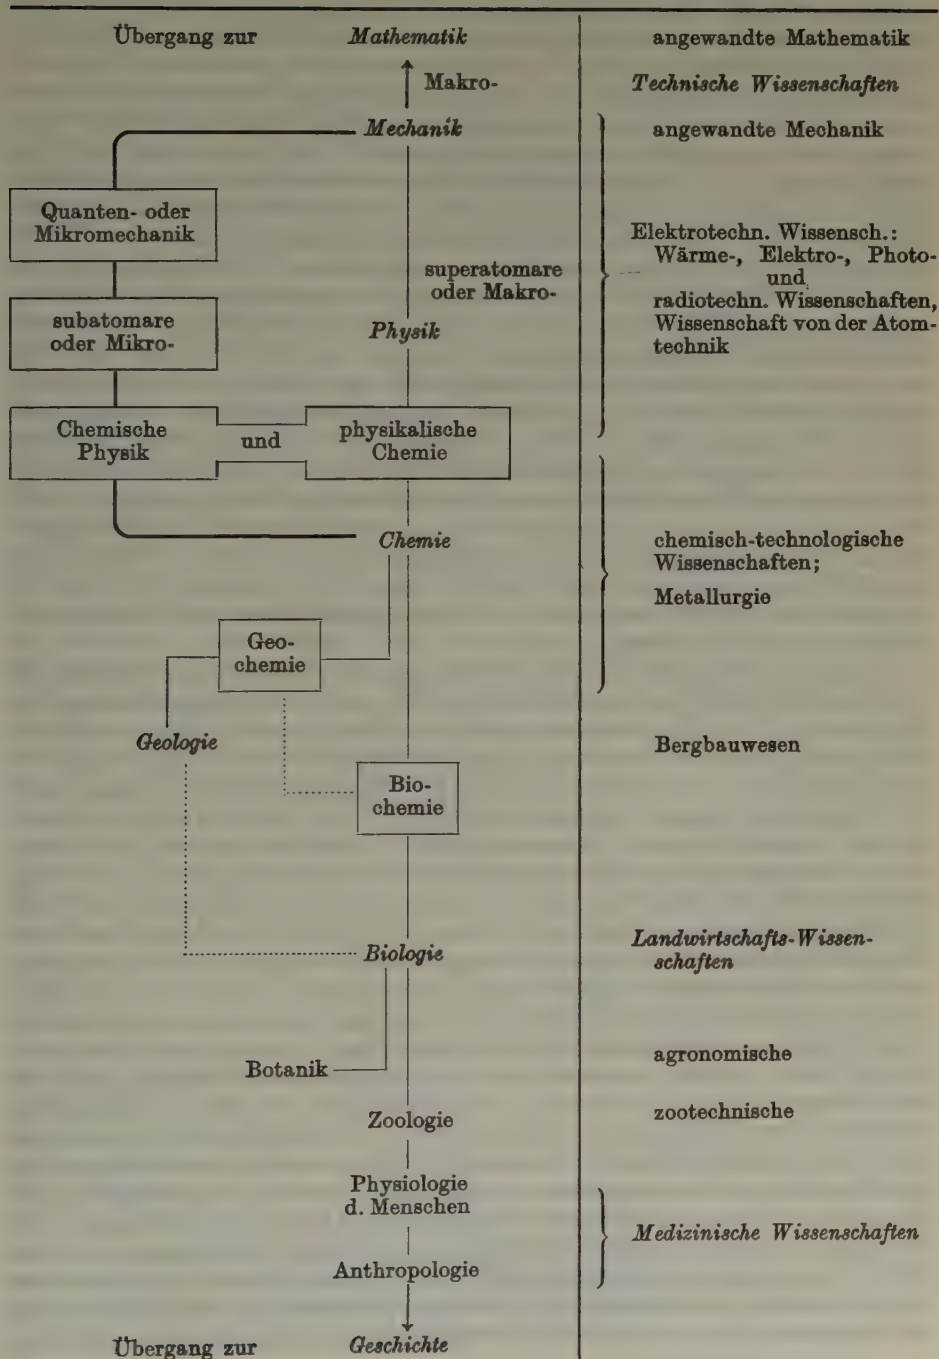 Übergang zur Mathematik angewandte Mathematik
Makro- Technische Wissenschaften
Mechanik angewandte Mechanik
Quanten- oder
Mikromechanik
Elektrotechn. Wissensch.:
Wärme-, Elektro-, Photo-
und
radiotechn. Wissenschaften,
Wissenschaft von der Atom-
technik
superatomare
oder Makro-
subatomare
oder Mikro-
Physik
Chemische
Physik
und
physikalische
Chemie
Chemie
chemisch-technologische
Wissenschaften;
Metallurgie
Geo-
chemie
Geologie Bergbauwesen
Bio-
chemie
Biologie
Landwirtschafts-Wissen-
schaften
Botanik agronomische
Zoologie zootechnische
Physiologie
d. Menschen
Medizinische Wissenschaften
Anthropologie
Übergang zur Geschichte